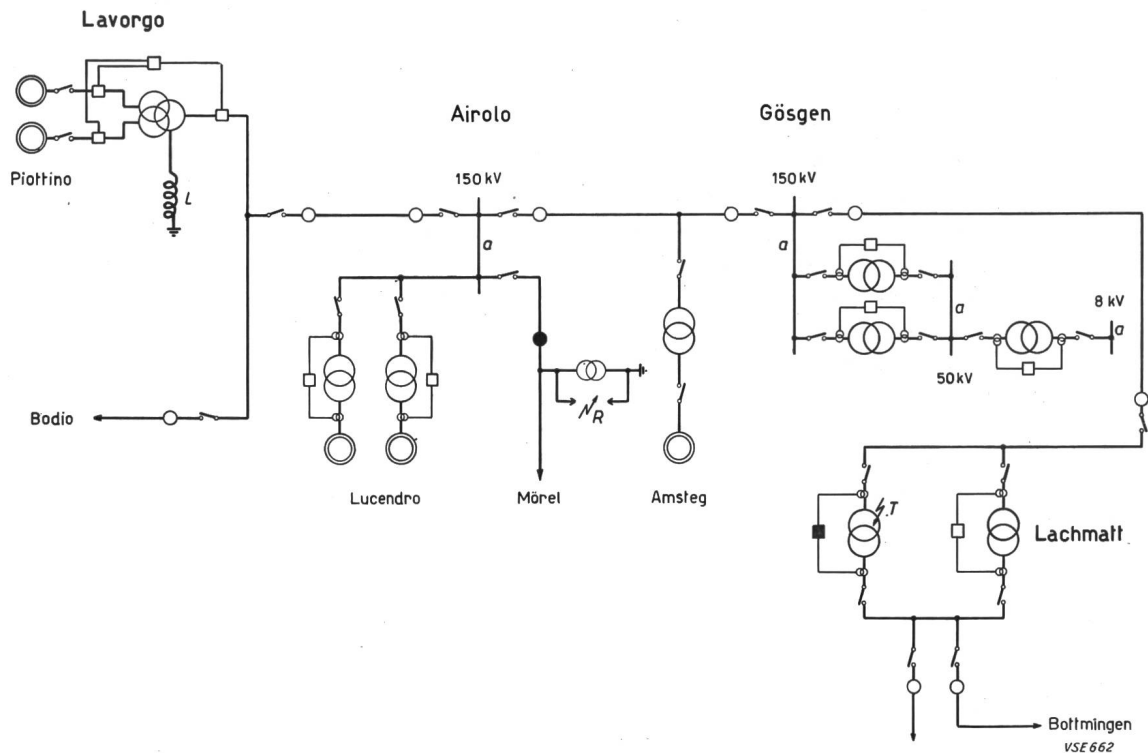 Lavorgo
Piottino
L
Airolo
150 kV
a
Gösgen
150 kV
a
a
8 kV
a
50 kV
Bodio
R
Lucendro
Mörel
Amsteg
T
Lachmatt
Bottmingen
VSE 662